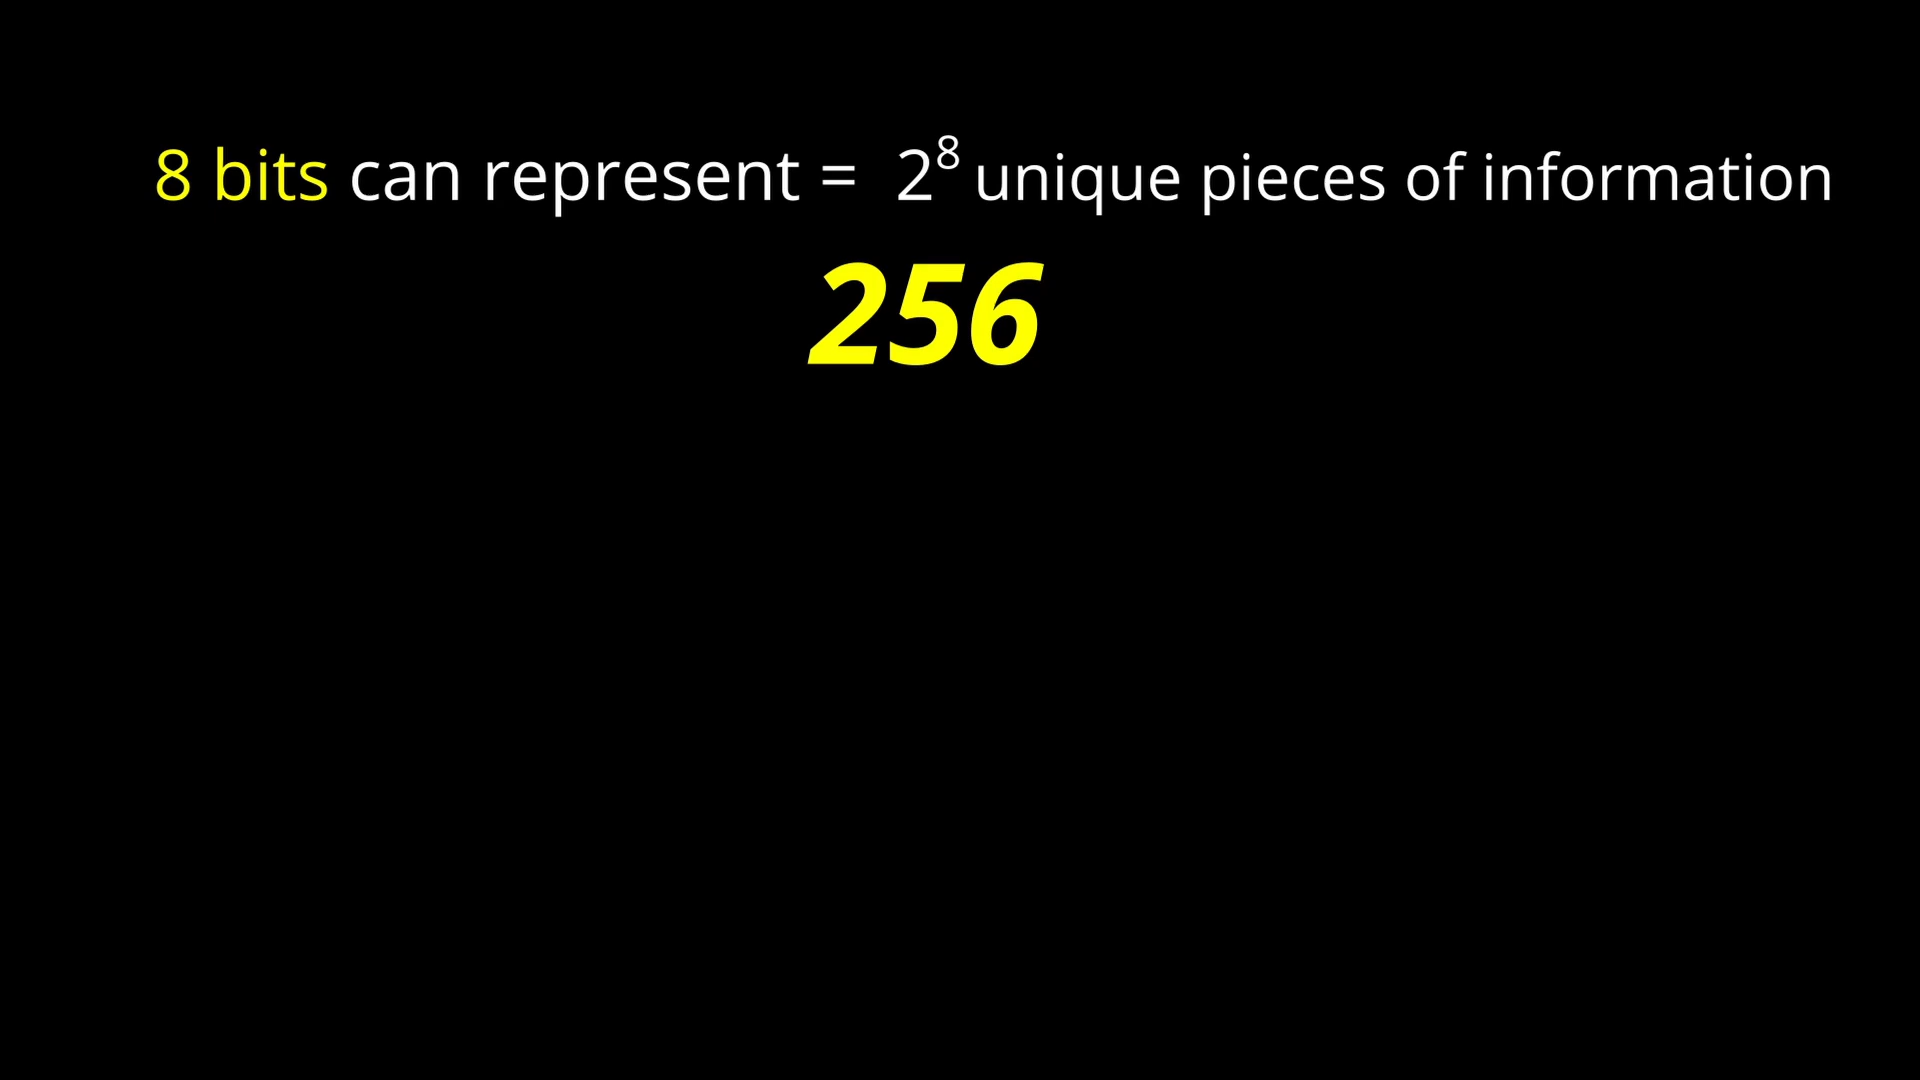 8 bits can represent = 2⁸ unique pieces of information
256